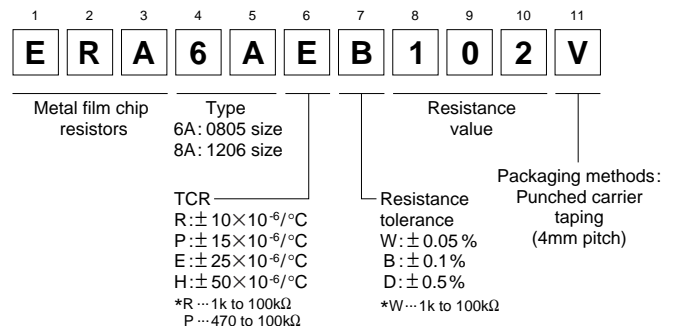 1 2 3 4 5 6 7 8 9 10 11
E R A 6 A E B 1 0 2 V
Metal film chip
resistors
Type
6A: 0805 size
8A: 1206 size
Resistance
value
Packaging methods:
Punched carrier
taping
(4mm pitch)
TCR
R:± 10×10⁻⁶/°C
P:± 15×10⁻⁶/°C
E:± 25×10⁻⁶/°C
H:± 50×10⁻⁶/°C
*R ··· 1k to 100kΩ
P ··· 470 to 100kΩ
Resistance
tolerance
W:± 0.05 %
B:± 0.1%
D:± 0.5%
*W ··· 1k to 100kΩ